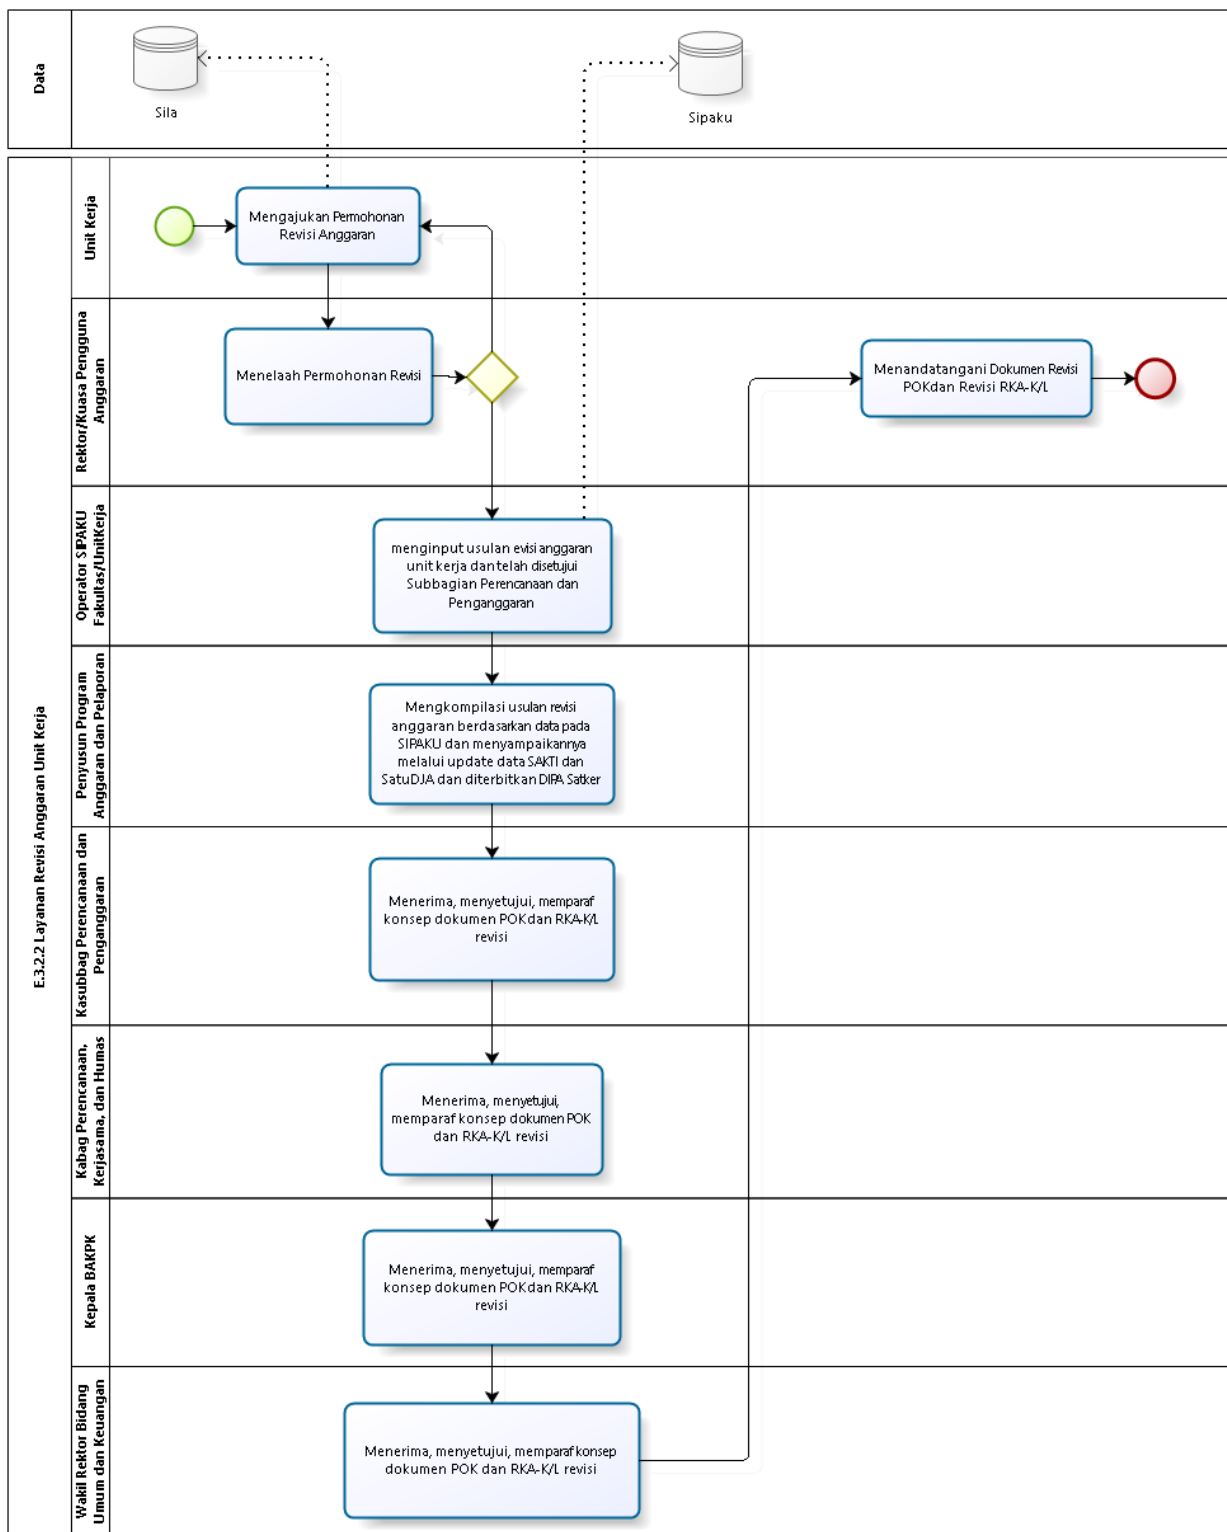 Data
Sila
Sipaku
E.3.2.2 Layanan Revisi Anggaran Unit Kerja
Unit Kerja
Mengajukan Permohonan
Revisi Anggaran
Rektor/Kuasa Pengguna
Anggaran
Menelaah Permohonan Revisi
Menandatangani Dokumen Revisi
POK dan Revisi RKA-K/L
Operator SIPAKU
Fakultas/UnitKerja
menginput usulan evisi anggaran
unit kerja dan telah disetujui
Subbagian Perencanaan dan
Penganggaran
Penyusun Program
Anggaran dan Pelaporan
Mengkompilasi usulan revisi
anggaran berdasarkan data pada
SIPAKU dan menyampaikannya
melalui update data SAKTI dan
SatuDJA dan diterbitkan DIPA Satker
Kasubbag Perencanaan dan
Penganggaran
Menerima, menyetujui, memparaf
konsep dokumen POK dan RKA-K/L
revisi
Kabag Perencanaan,
Kerjasama, dan Humas
Menerima, menyetujui,
memparaf konsep dokumen POK
dan RKA-K/L revisi
Kepala BAKPK
Menerima, menyetujui, memparaf
konsep dokumen POK dan RKA-K/L
revisi
Wakil Rektor Bidang
Umum dan Keuangan
Menerima, menyetujui, memparaf konsep
dokumen POK dan RKA-K/L revisi